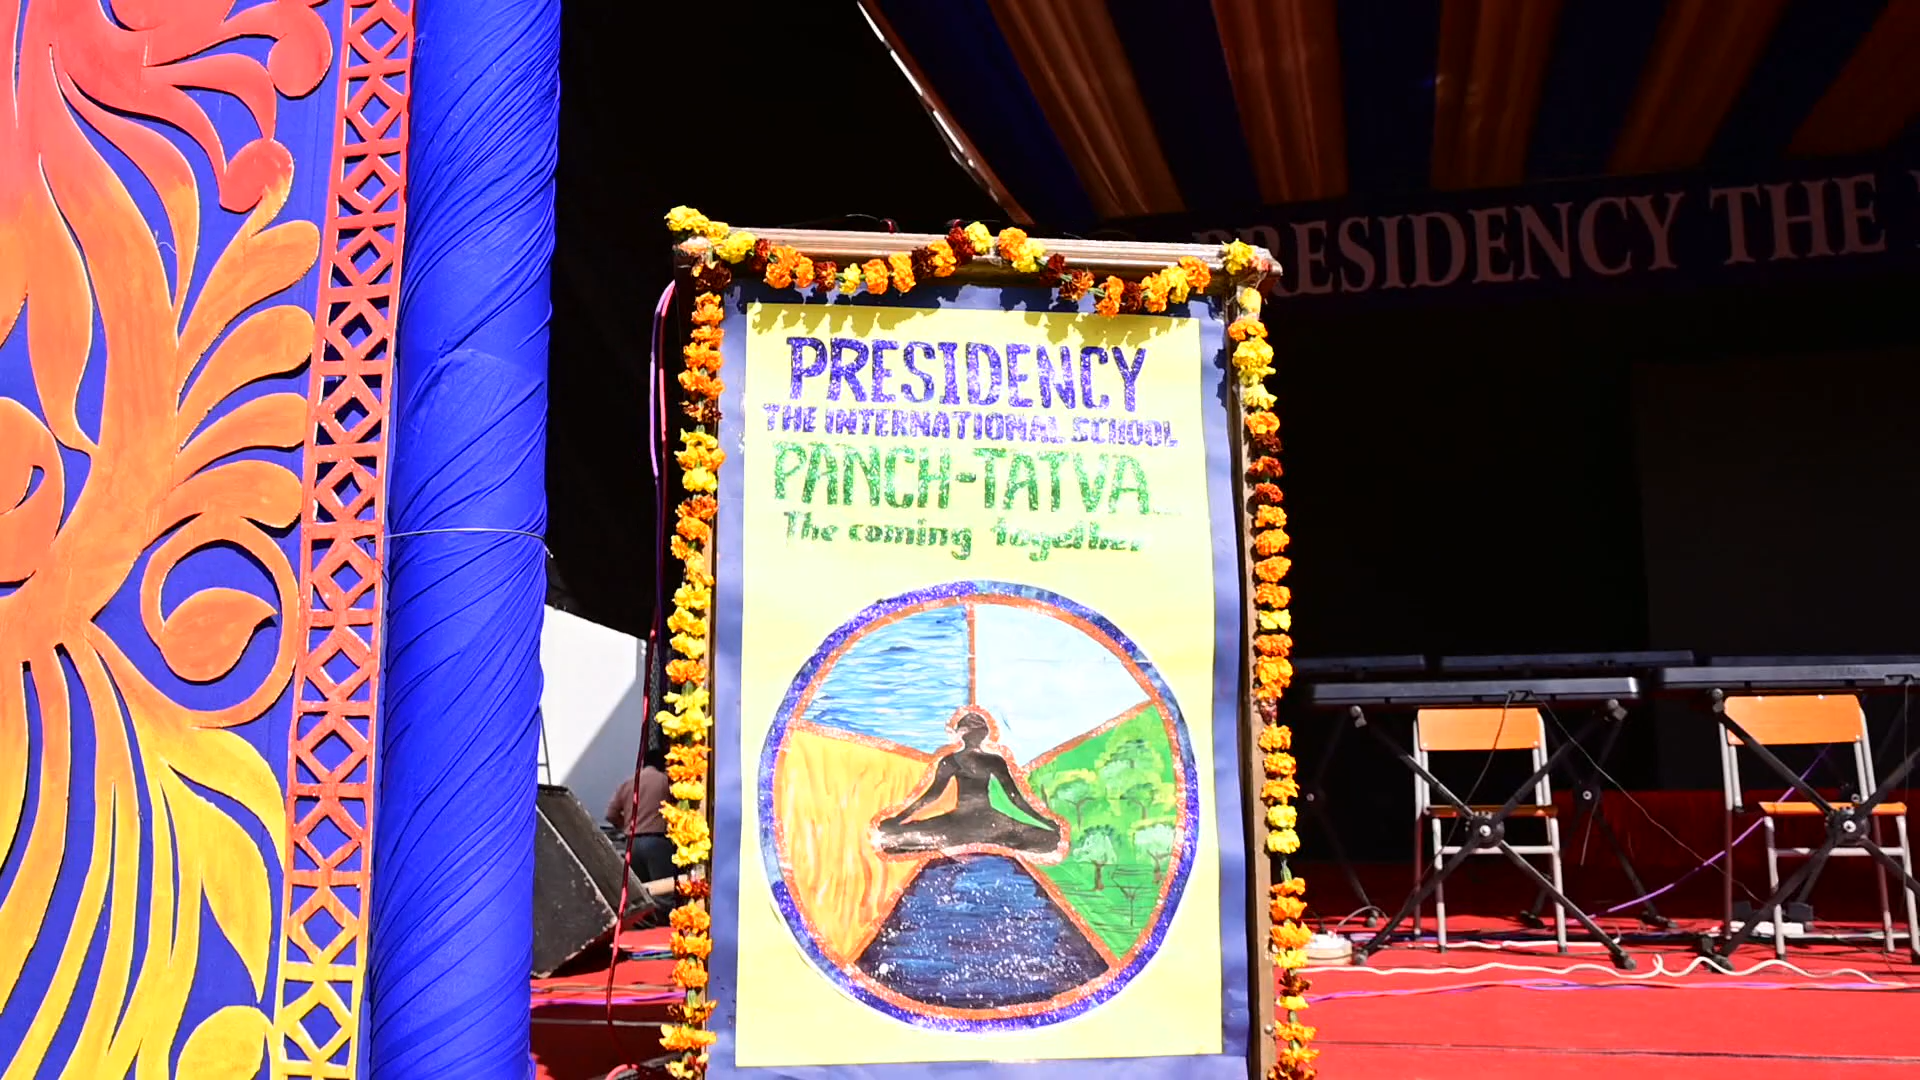 PRESIDENCY THE
PRESIDENCY
THE INTERNATIONAL SCHOOL
PANCH-TATVA...
The coming together